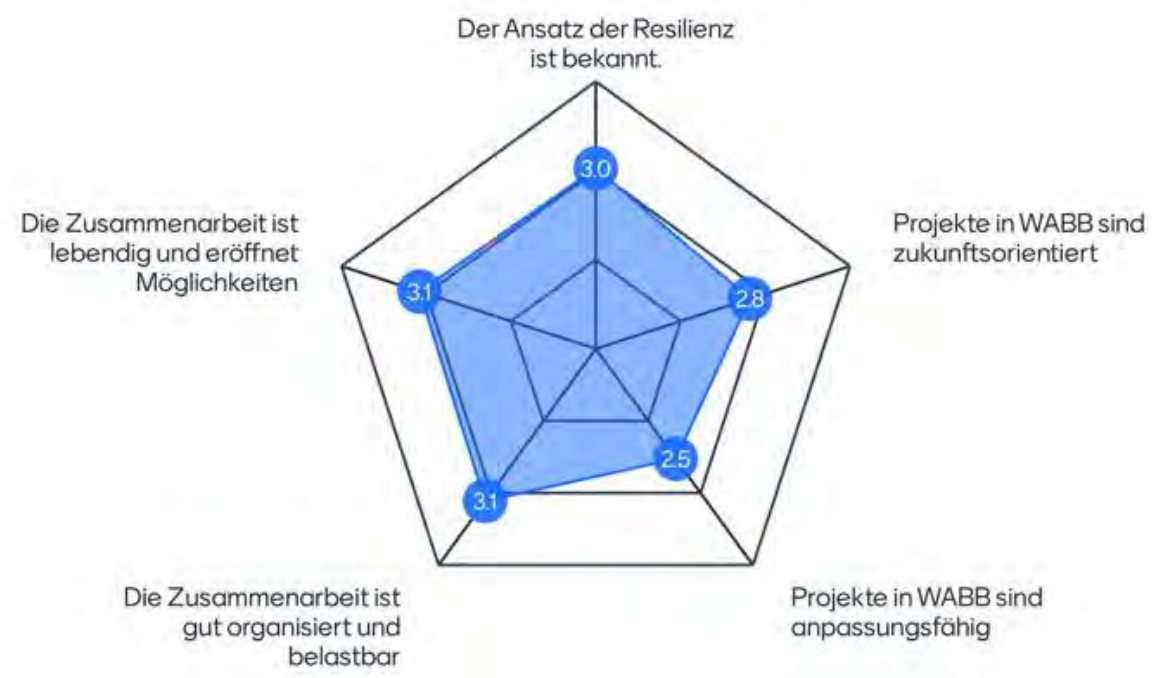 Der Ansatz der Resilienz
ist bekannt.
3.0
Projekte in WABB sind
zukunftsorientiert
2.8
Projekte in WABB sind
anpassungsfähig
2.5
Die Zusammenarbeit ist
gut organisiert und
belastbar
3.1
Die Zusammenarbeit ist
lebendig und eröffnet
Möglichkeiten
3.1